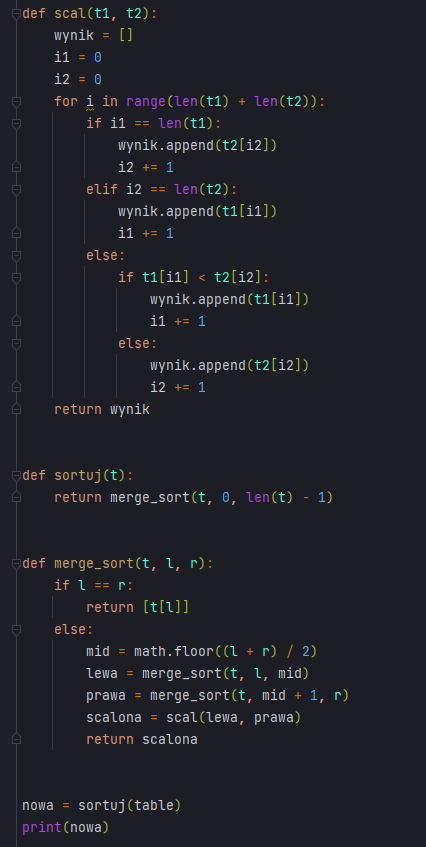 def scal(t1, t2):
    wynik = []
    i1 = 0
    i2 = 0
    for i in range(len(t1) + len(t2)):
        if i1 == len(t1):
            wynik.append(t2[i2])
            i2 += 1
        elif i2 == len(t2):
            wynik.append(t1[i1])
            i1 += 1
        else:
            if t1[i1] < t2[i2]:
                wynik.append(t1[i1])
                i1 += 1
            else:
                wynik.append(t2[i2])
                i2 += 1
    return wynik
def sortuj(t):
    return merge_sort(t, 0, len(t) - 1)
def merge_sort(t, l, r):
    if l == r:
        return [t[l]]
    else:
        mid = math.floor((l + r) / 2)
        lewa = merge_sort(t, l, mid)
        prawa = merge_sort(t, mid + 1, r)
        scalona = scal(lewa, prawa)
        return scalona
nowa = sortuj(table)
print(nowa)